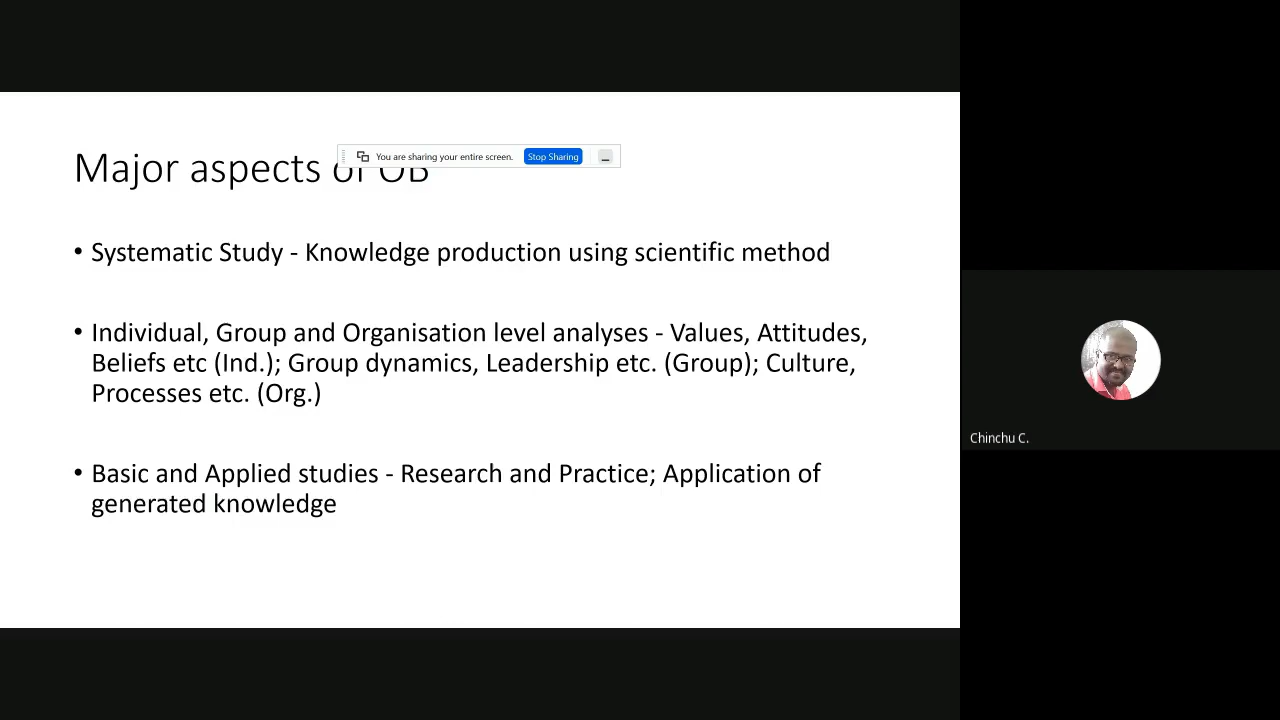 Major aspects of OB
You are sharing your entire screen.
Stop Sharing
• Systematic Study - Knowledge production using scientific method
• Individual, Group and Organisation level analyses - Values, Attitudes,
Beliefs etc (Ind.); Group dynamics, Leadership etc. (Group); Culture,
Processes etc. (Org.)
• Basic and Applied studies - Research and Practice; Application of
generated knowledge
Chinchu C.